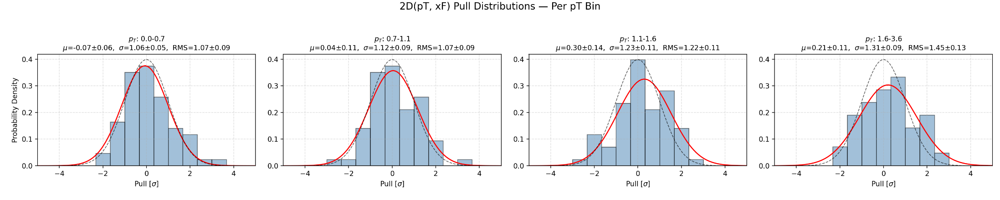 2D(pT, xF) Pull Distributions — Per pT Bin
p_T: 0.0-0.7
μ=-0.07±0.06, σ=1.06±0.05, RMS=1.07±0.09
0.4
0.3
0.2
0.1
0.0
Probability Density
−4 −2 0 2 4
Pull [σ]
p_T: 0.7-1.1
μ=0.04±0.11, σ=1.12±0.09, RMS=1.07±0.09
0.4
0.3
0.2
0.1
0.0
−4 −2 0 2 4
Pull [σ]
p_T: 1.1-1.6
μ=0.30±0.14, σ=1.23±0.11, RMS=1.22±0.11
0.4
0.3
0.2
0.1
0.0
−4 −2 0 2 4
Pull [σ]
p_T: 1.6-3.6
μ=0.21±0.11, σ=1.31±0.09, RMS=1.45±0.13
0.4
0.3
0.2
0.1
0.0
−4 −2 0 2 4
Pull [σ]